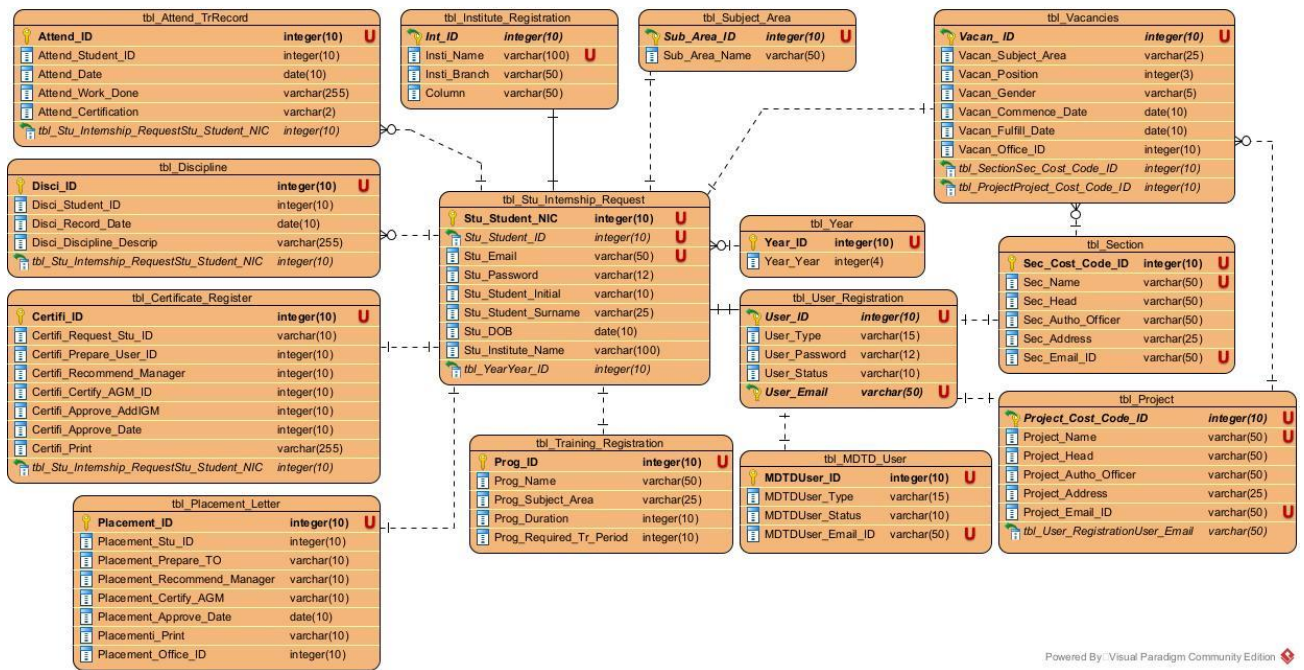 tbl_Attend_TrRecord
Attend_ID integer(10) U
Attend_Student_ID integer(10)
Attend_Date date(10)
Attend_Work_Done varchar(255)
Attend_Certification varchar(2)
tbl_Stu_Internship_RequestStu_Student_NIC integer(10)
tbl_Institute_Registration
Int_ID integer(10)
Insti_Name varchar(100) U
Insti_Branch varchar(50)
Column varchar(50)
tbl_Subject_Area
Sub_Area_ID integer(10) U
Sub_Area_Name varchar(50)
tbl_Vacancies
Vacan_ ID integer(10) U
Vacan_Subject_Area varchar(25)
Vacan_Position integer(3)
Vacan_Gender varchar(5)
Vacan_Commence_Date date(10)
Vacan_Fulfill_Date date(10)
Vacan_Office_ID integer(10)
tbl_SectionSec_Cost_Code_ID integer(10)
tbl_ProjectProject_Cost_Code_ID integer(10)
tbl_Discipline
Disci_ID integer(10) U
Disci_Student_ID integer(10)
Disci_Record_Date date(10)
Disci_Discipline_Descrip varchar(255)
tbl_Stu_Internship_RequestStu_Student_NIC integer(10)
tbl_Stu_Internship_Request
Stu_Student_NIC integer(10) U
Stu_Student_ID integer(10) U
Stu_Email varchar(50) U
Stu_Password varchar(12)
Stu_Student_Initial varchar(10)
Stu_Student_Surname varchar(25)
Stu_DOB date(10)
Stu_Institute_Name varchar(100)
tbl_YearYear_ID integer(10)
tbl_Year
Year_ID integer(10) U
Year_Year integer(4)
tbl_Section
Sec_Cost_Code_ID integer(10) U
Sec_Name varchar(50) U
Sec_Head varchar(50)
Sec_Autho_Officer varchar(50)
Sec_Address varchar(25)
Sec_Email_ID varchar(50) U
tbl_Certificate_Register
Certifi_ID integer(10) U
Certifi_Request_Stu_ID varchar(10)
Certifi_Prepare_User_ID integer(10)
Certifi_Recommend_Manager integer(10)
Certifi_Certify_AGM_ID integer(10)
Certifi_Approve_AddlGM integer(10)
Certifi_Approve_Date integer(10)
Certifi_Print varchar(255)
tbl_Stu_Internship_RequestStu_Student_NIC integer(10)
tbl_User_Registration
User_ID integer(10) U
User_Type varchar(15)
User_Password varchar(12)
User_Status varchar(10)
User_Email varchar(50) U
tbl_Project
Project_Cost_Code_ID integer(10) U
Project_Name varchar(50) U
Project_Head varchar(50)
Project_Autho_Officer varchar(50)
Project_Address varchar(25)
Project_Email_ID varchar(50) U
tbl_User_RegistrationUser_Email varchar(50)
tbl_Training_Registration
Prog_ID integer(10) U
Prog_Name varchar(50)
Prog_Subject_Area varchar(25)
Prog_Duration integer(10)
Prog_Required_Tr_Period integer(10)
tbl_MDTD_User
MDTDUser_ID integer(10) U
MDTDUser_Type varchar(15)
MDTDUser_Status varchar(10)
MDTDUser_Email_ID varchar(50) U
tbl_Placement_Letter
Placement_ID integer(10) U
Placement_Stu_ID integer(10)
Placement_Prepare_TO varchar(10)
Placement_Recommend_Manager varchar(10)
Placement_Certify_AGM varchar(10)
Placement_Approve_Date date(10)
Placementi_Print varchar(10)
Placement_Office_ID integer(10)
Powered By: Visual Paradigm Community Edition